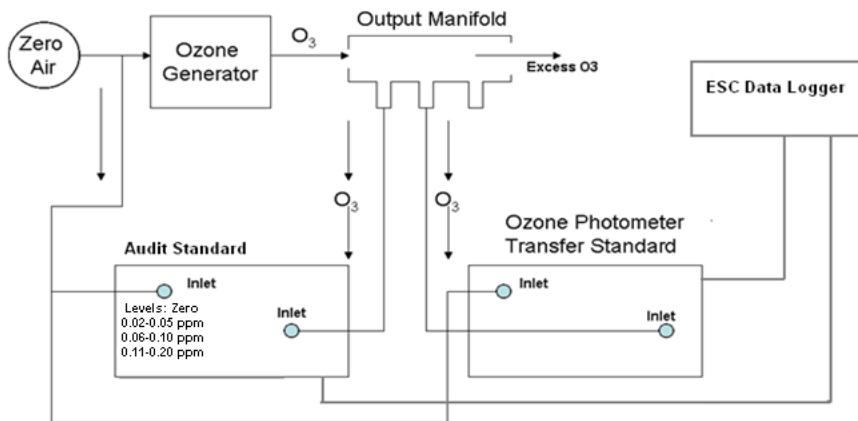 Output Manifold
Zero
Air
Ozone
Generator
O3
Excess O3
ESC Data Logger
O3
O3
Ozone Photometer
Transfer Standard
Audit Standard
Inlet
Levels: Zero
0.02-0.05 ppm
0.06-0.10 ppm
0.11-0.20 ppm
Inlet
Inlet
Inlet